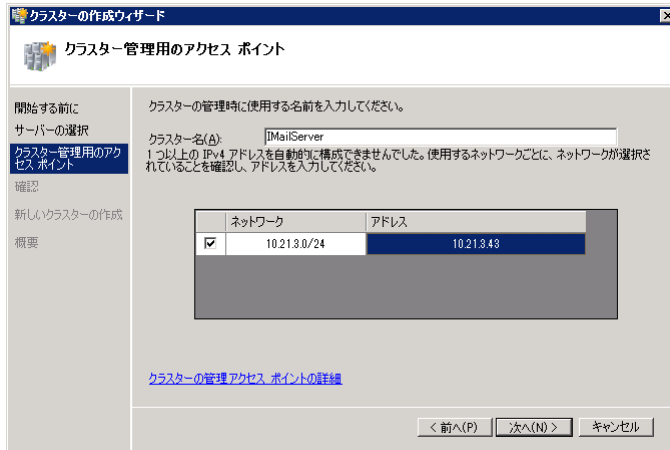 クラスターの作成ウィザード
クラスター管理用のアクセス ポイント
開始する前に
サーバーの選択
クラスター管理用のアク
セス ポイント
確認
新しいクラスターの作成
概要
クラスターの管理時に使用する名前を入力してください。
クラスター名(A): IMailServer
1 つ以上の IPv4 アドレスを自動的に構成できませんでした。使用するネットワークごとに、ネットワークが選択さ
れていることを確認し、アドレスを入力してください。
ネットワーク アドレス
10.21.3.0/24 10.21.3.43
クラスターの管理アクセス ポイントの詳細
< 前へ(P) 次へ(N) > キャンセル